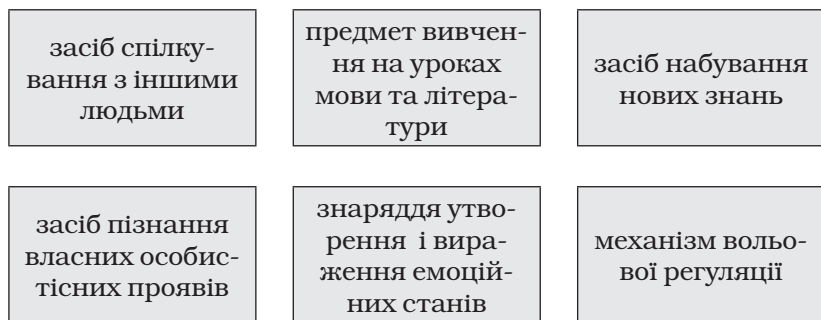 засіб спілку-
вання з іншими
людьми
предмет вивчен-
ня на уроках
мови та літера-
тури
засіб набування
нових знань
засіб пізнання
власних особис-
тісних проявів
знаряддя утво-
рення і вира-
ження емоцій-
них станів
механізм вольо-
вої регуляції